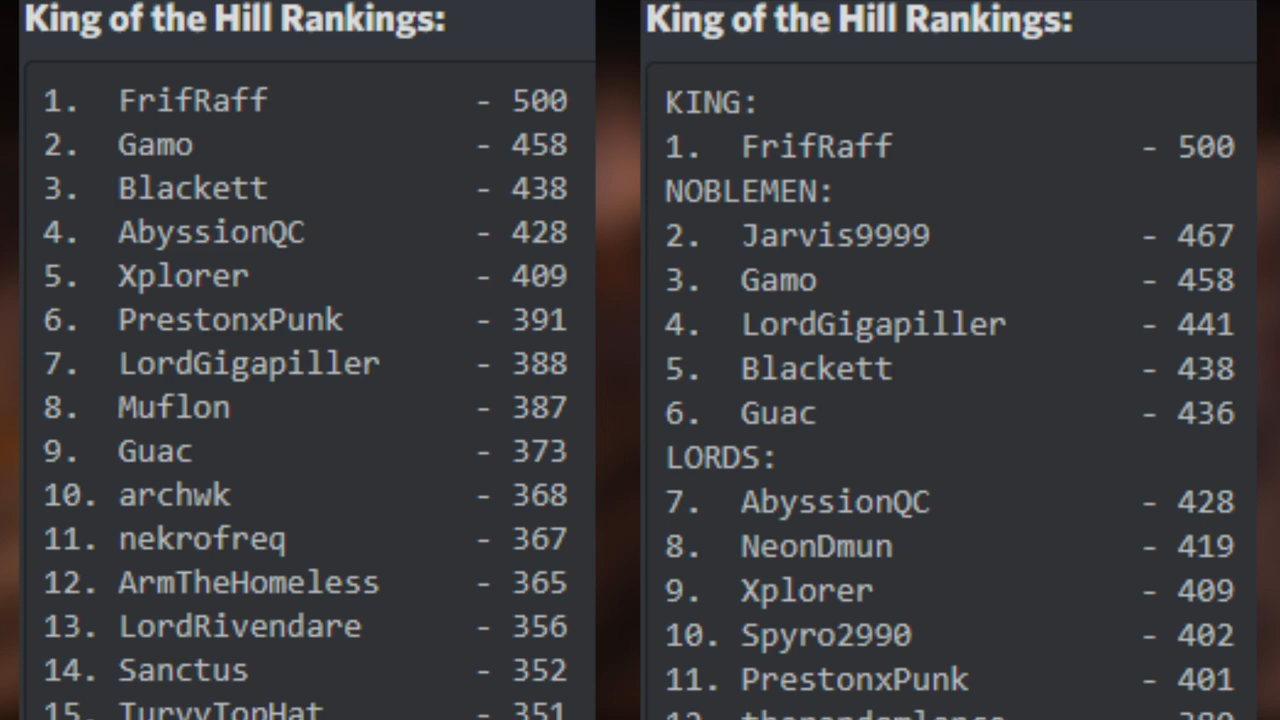 King of the Hill Rankings:
1. FrifRaff - 500
2. Gamo - 458
3. Blackett - 438
4. AbyssionQC - 428
5. Xplorer - 409
6. PrestonxPunk - 391
7. LordGigapiller - 388
8. Muflon - 387
9. Guac - 373
10. archwk - 368
11. nekrofreq - 367
12. ArmTheHomeless - 365
13. LordRivendare - 356
14. Sanctus - 352
15. TurvyTopHat - 351
King of the Hill Rankings:
KING:
1. FrifRaff - 500
NOBLEMEN:
2. Jarvis9999 - 467
3. Gamo - 458
4. LordGigapiller - 441
5. Blackett - 438
6. Guac - 436
LORDS:
7. AbyssionQC - 428
8. NeonDmun - 419
9. Xplorer - 409
10. Spyro2990 - 402
11. PrestonxPunk - 401